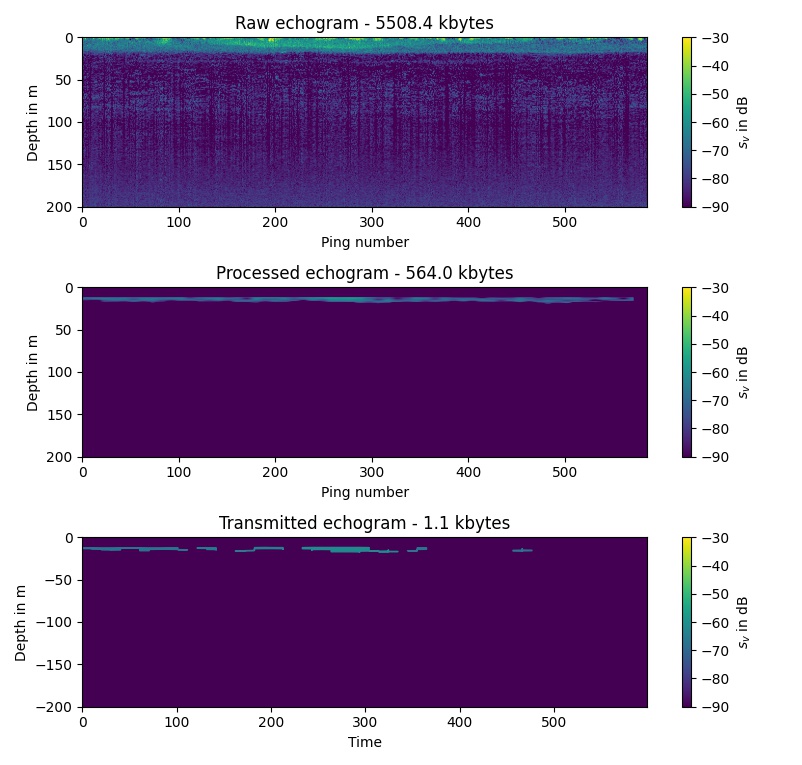 Raw echogram - 5508.4 kbytes
0
50
100
150
200
Depth in m
0 100 200 300 400 500
Ping number
−30
−40
−50
−60
−70
−80
−90
sv in dB
Processed echogram - 564.0 kbytes
0
50
100
150
200
Depth in m
0 100 200 300 400 500
Ping number
−30
−40
−50
−60
−70
−80
−90
sv in dB
Transmitted echogram - 1.1 kbytes
0
−50
−100
−150
−200
Depth in m
0 100 200 300 400 500
Time
−30
−40
−50
−60
−70
−80
−90
sv in dB